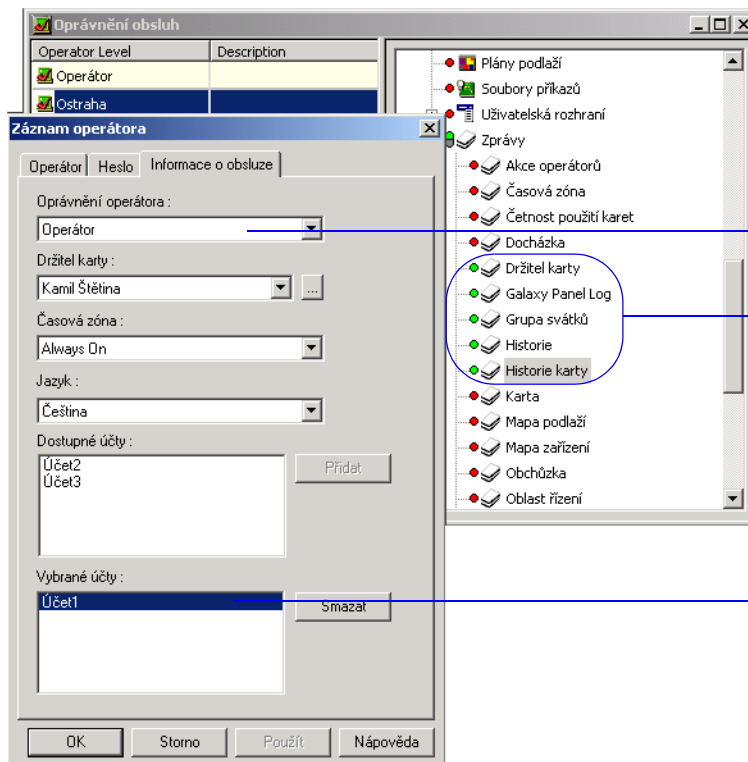 Oprávnění obsluh
Operator Level Description
Operátor
Ostraha
Plány podlaží
Soubory příkazů
Uživatelská rozhraní
Zprávy
Akce operátorů
Časová zóna
Četnost použití karet
Docházka
Držitel karty
Galaxy Panel Log
Grupa svátků
Historie
Historie karty
Karta
Mapa podlaží
Mapa zařízení
Obchůzka
Oblast řízení
Záznam operátora
Operátor Heslo Informace o obsluze
Oprávnění operátora :
Operátor
Držitel karty :
Kamil Štětina ...
Časová zóna :
Always On
Jazyk :
Čeština
Dostupné účty :
Účet2
Účet3
Přidat
Vybrané účty :
Účet1
Smazat
OK Storno Použít Nápověda